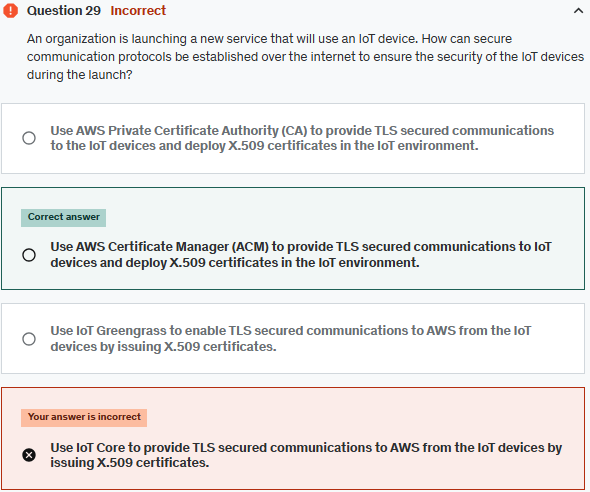 Question 29 Incorrect
An organization is launching a new service that will use an IoT device. How can secure
communication protocols be established over the internet to ensure the security of the IoT devices
during the launch?
Use AWS Private Certificate Authority (CA) to provide TLS secured communications
to the IoT devices and deploy X.509 certificates in the IoT environment.
Correct answer
Use AWS Certificate Manager (ACM) to provide TLS secured communications to IoT
devices and deploy X.509 certificates in the IoT environment.
Use IoT Greengrass to enable TLS secured communications to AWS from the IoT
devices by issuing X.509 certificates.
Your answer is incorrect
Use IoT Core to provide TLS secured communications to AWS from the IoT devices by
issuing X.509 certificates.